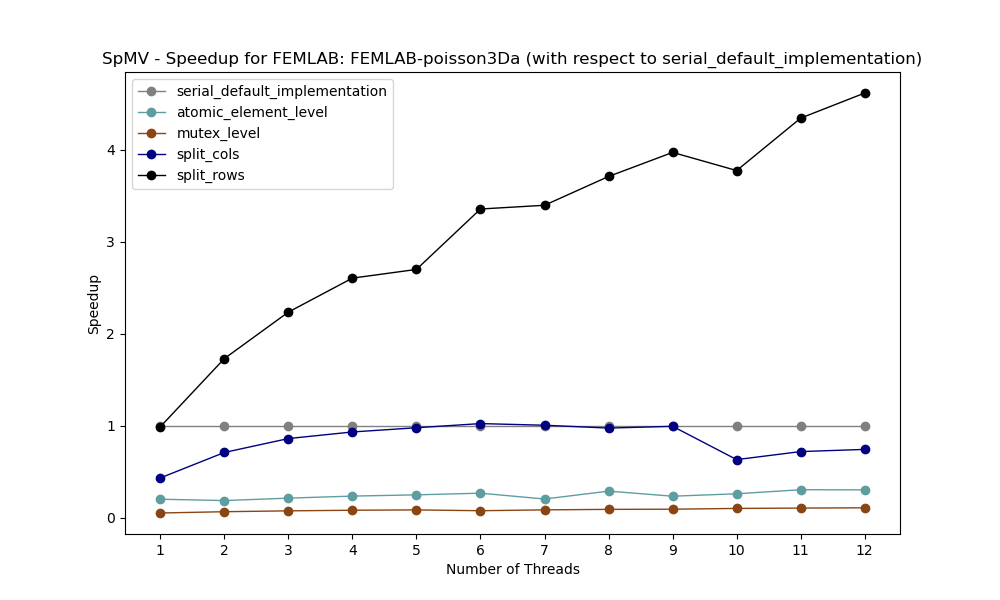 SpMV - Speedup for FEMLAB: FEMLAB-poisson3Da (with respect to serial_default_implementation)
serial_default_implementation
atomic_element_level
mutex_level
split_cols
split_rows
4
3
2
1
0
Speedup
1 2 3 4 5 6 7 8 9 10 11 12
Number of Threads